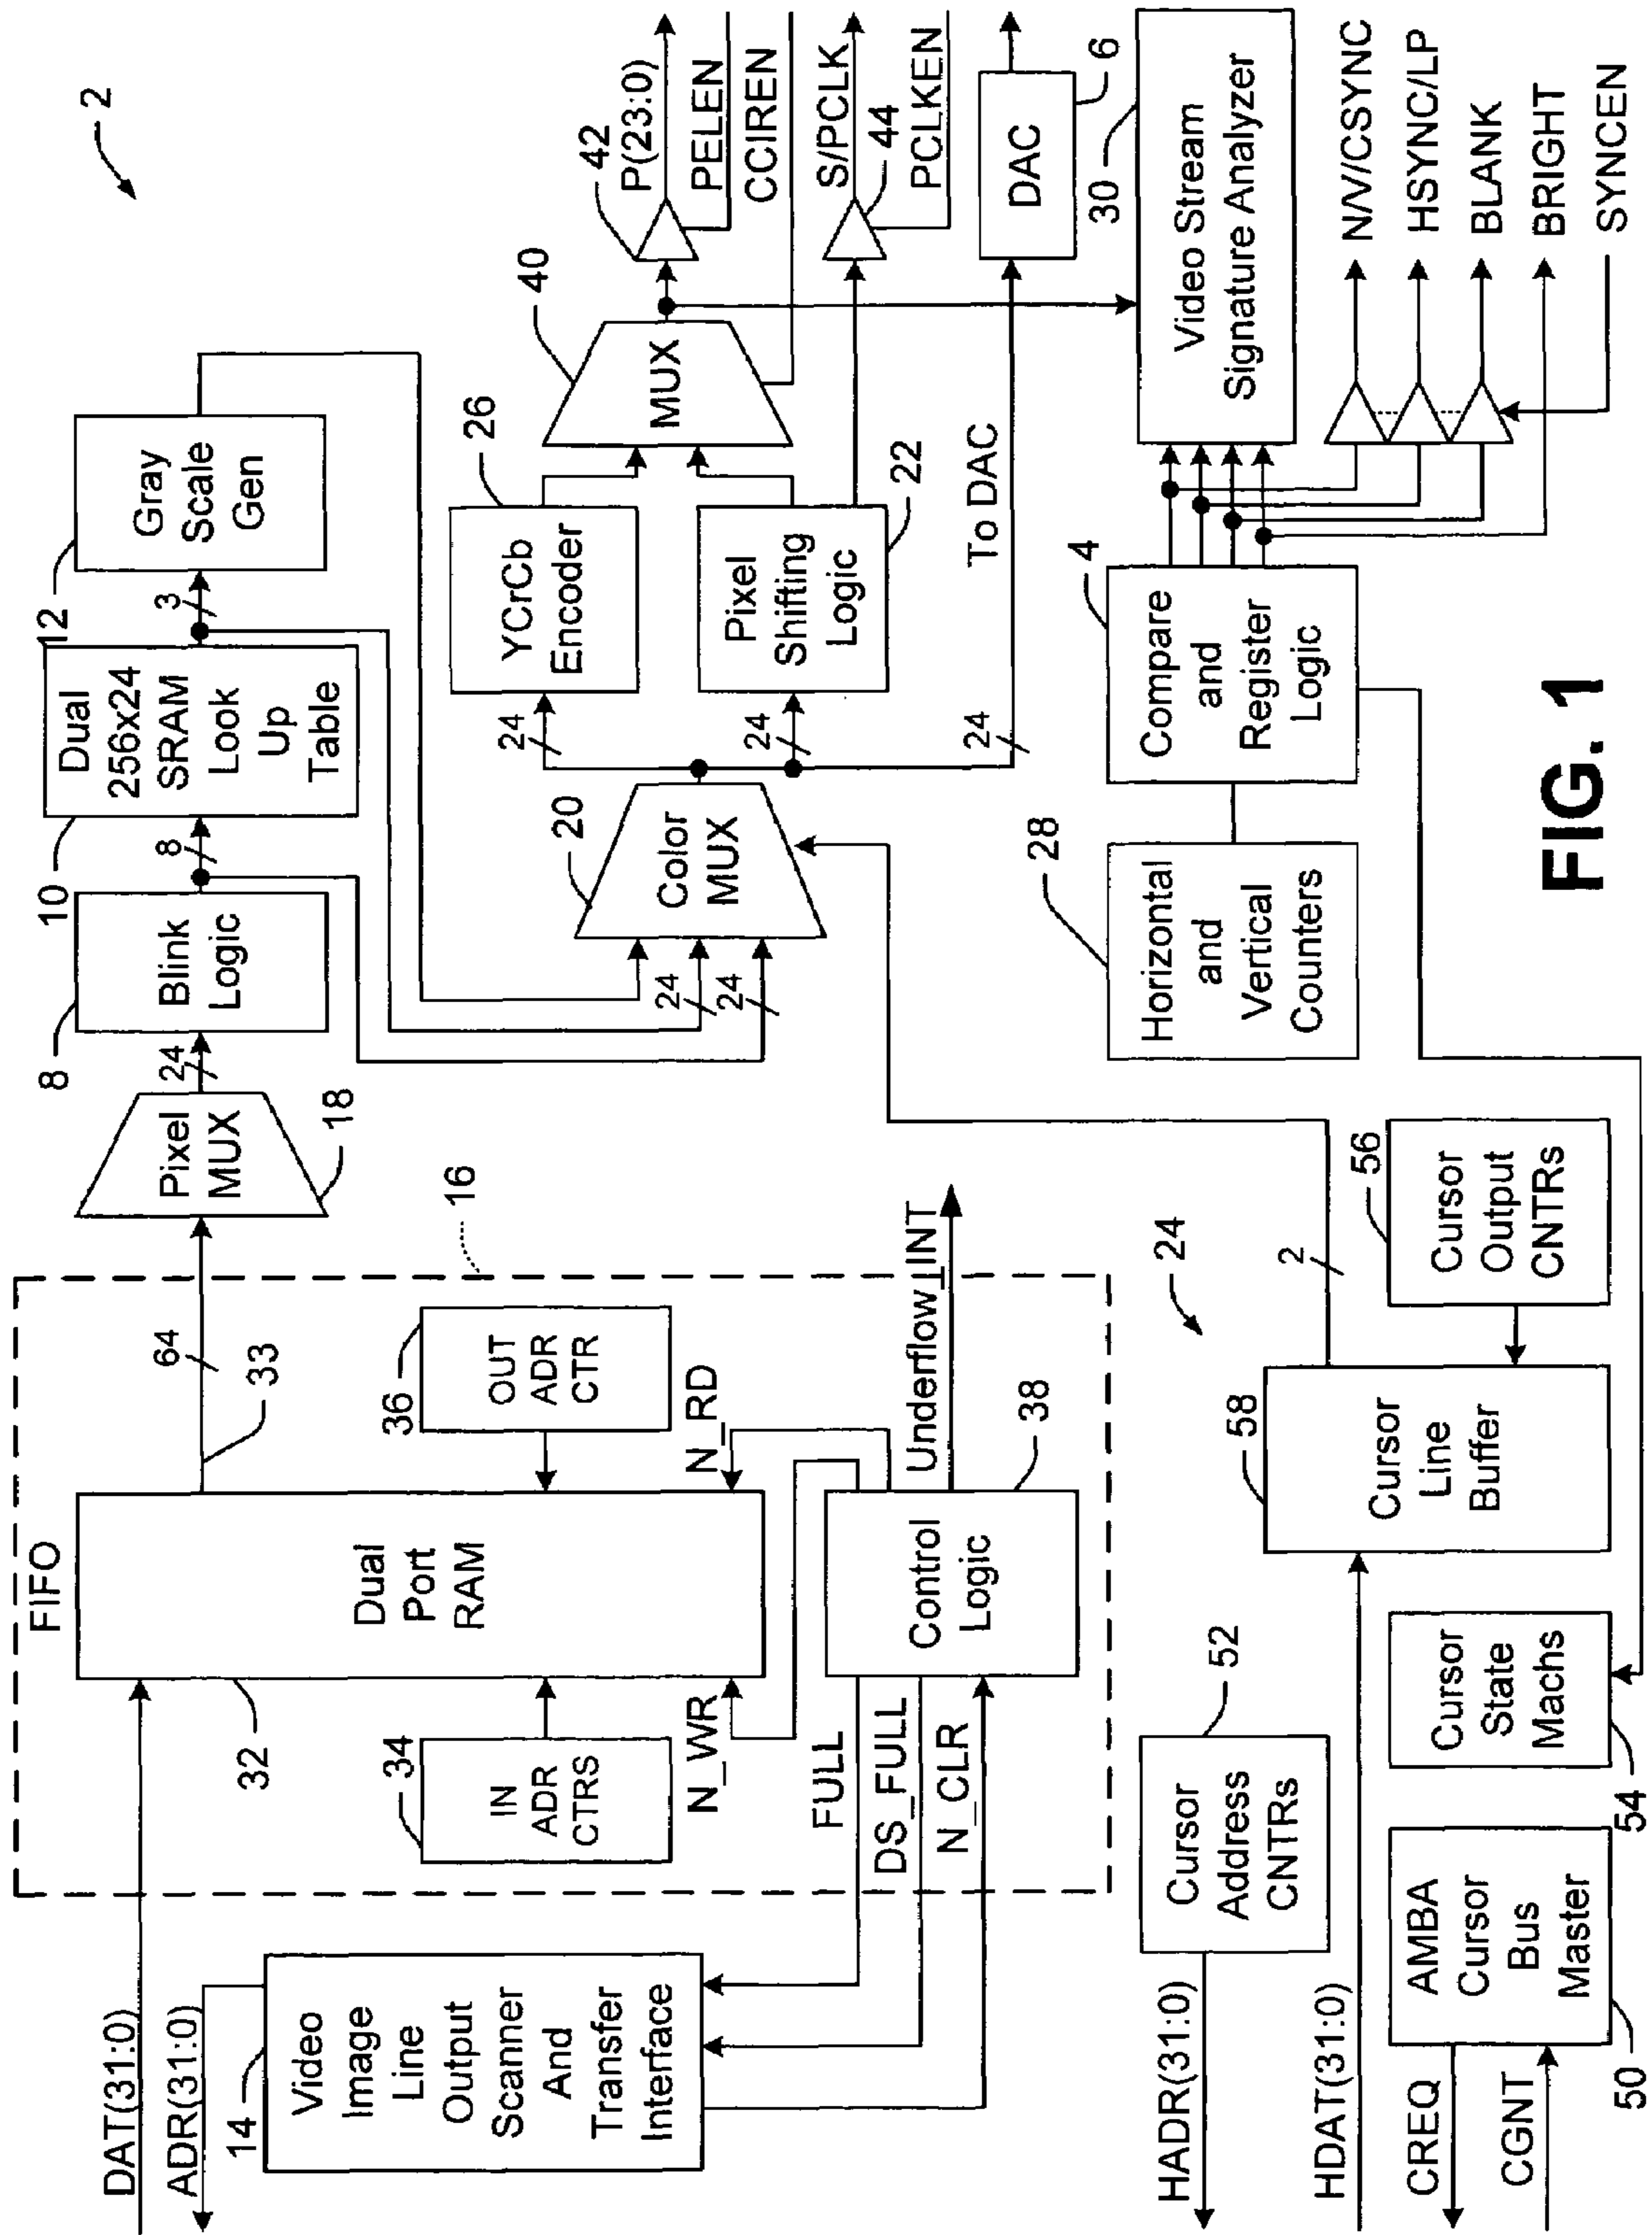 DAT(31:0)
ADR(31:0)
14
Video
Image
Line
Output
Scanner
And
Transfer
Interface
FIFO
32
Dual
Port
RAM
33
64
34
IN
ADR
CTRS
36
OUT
ADR
CTR
N_WR
N_RD
FULL
DS_FULL
N_CLR
Control
Logic
38
Underflow_INT
16
Pixel
MUX
18
24
8
Blink
Logic
8
10
Dual
256x24
SRAM
Look
Up
Table
3
12
Gray
Scale
Gen
2
24
24
20
Color
MUX
24
24
24
YCrCb
Encoder
26
Pixel
Shifting
Logic
22
To DAC
40
MUX
42
P(23:0)
PELEN
CCIREN
S/PCLK
44
PCLKEN
DAC
6
30
Video Stream
Signature Analyzer
28
Horizontal
and
Vertical
Counters
4
Compare
and
Register
Logic
N/V/CSYNC
HSYNC/LP
BLANK
BRIGHT
SYNCEN
24
HADR(31:0)
Cursor
Address
CNTRs
52
HDAT(31:0)
58
Cursor
Line
Buffer
2
56
Cursor
Output
CNTRs
CREQ
CGNT
AMBA
Cursor
Bus
Master
50
Cursor
State
Machs
54
FIG. 1